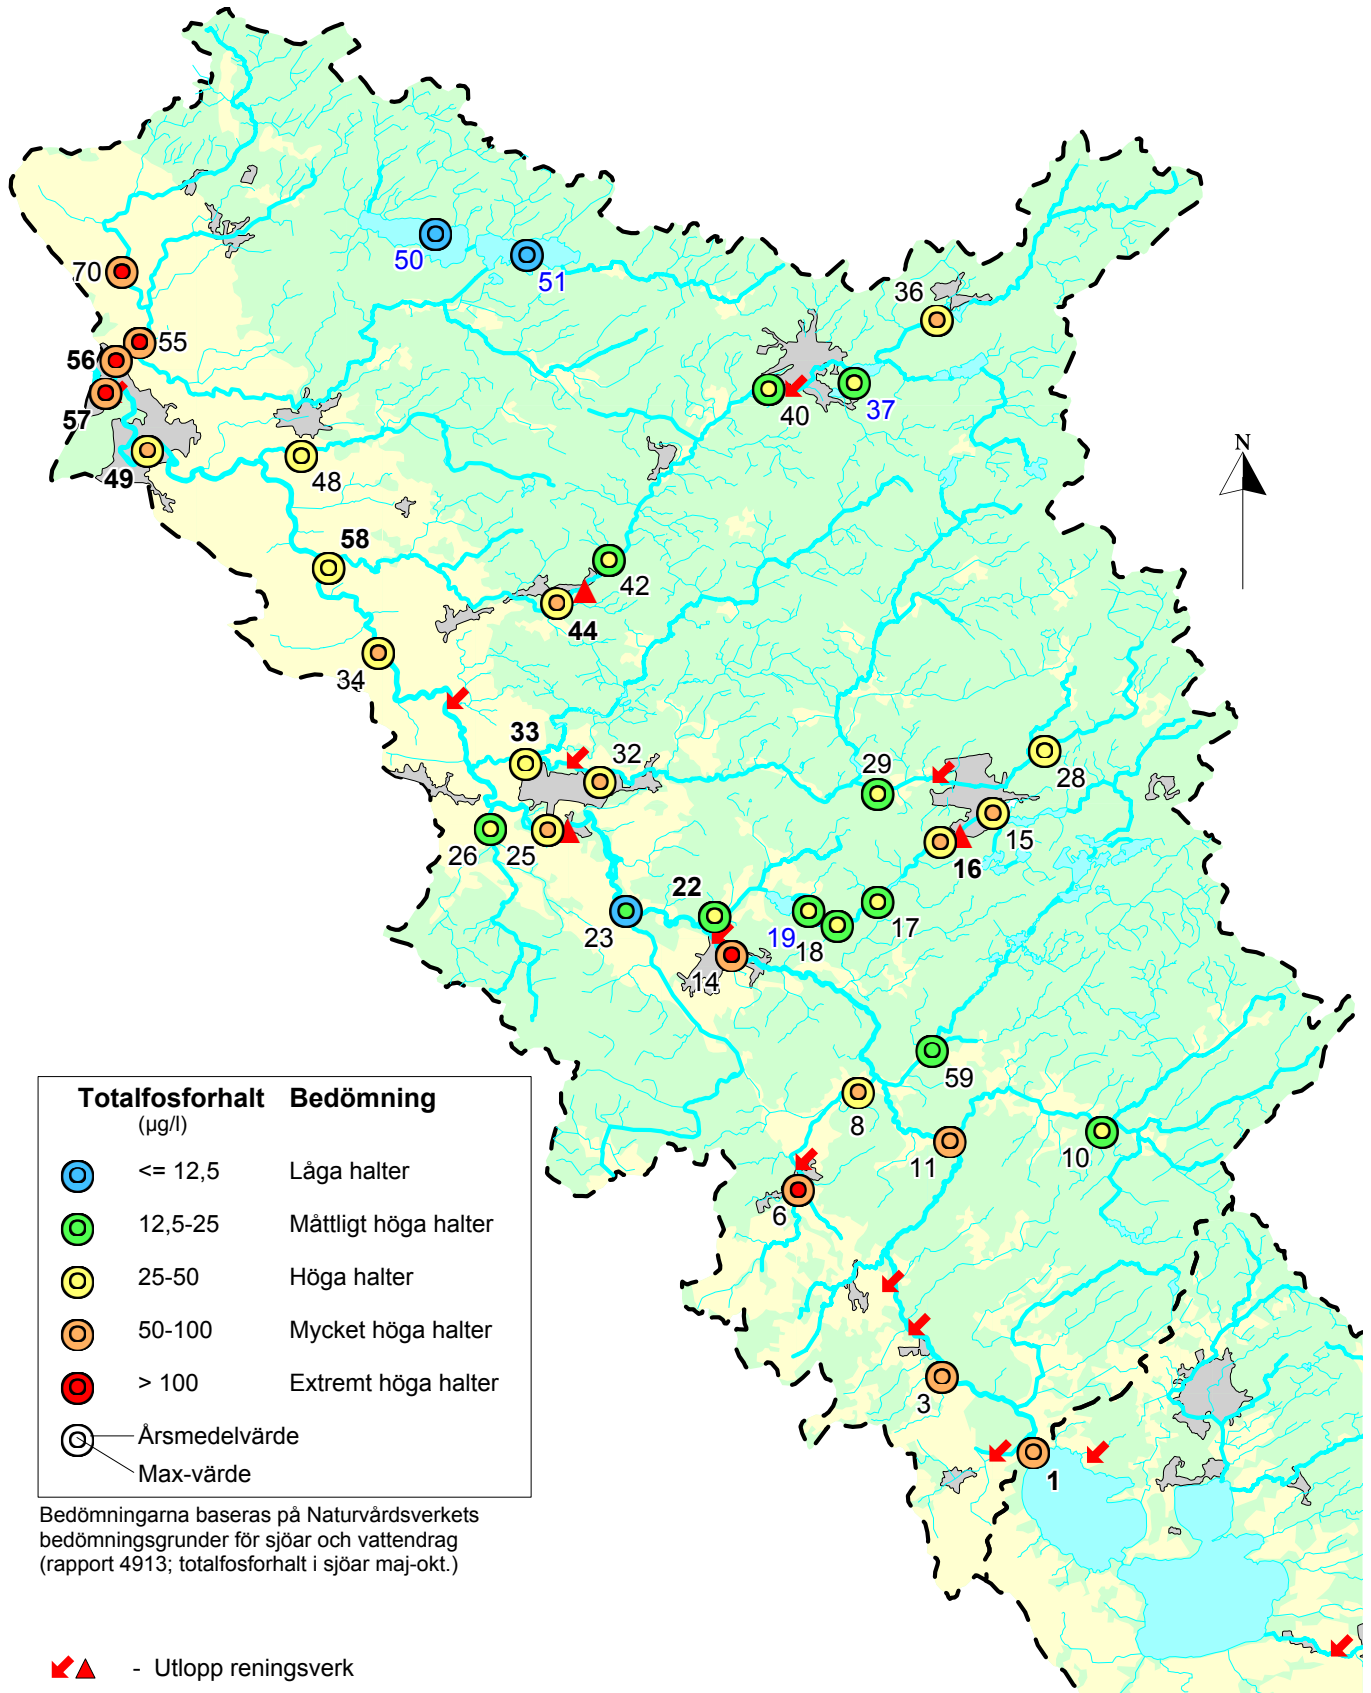 50
51
70
36
55
56
57
40
37
49
48
N
58
42
44
34
33
32
29
28
26
25
15
16
22
17
23
19
18
14
59
8
11
10
6
3
1
Totalfosforhalt Bedömning
(µg/l)
<= 12,5 Låga halter
12,5-25 Måttligt höga halter
25-50 Höga halter
50-100 Mycket höga halter
> 100 Extremt höga halter
Årsmedelvärde
Max-värde
Bedömningarna baseras på Naturvårdsverkets
bedömningsgrunder för sjöar och vattendrag
(rapport 4913; totalfosforhalt i sjöar maj-okt.)
- Utlopp reningsverk